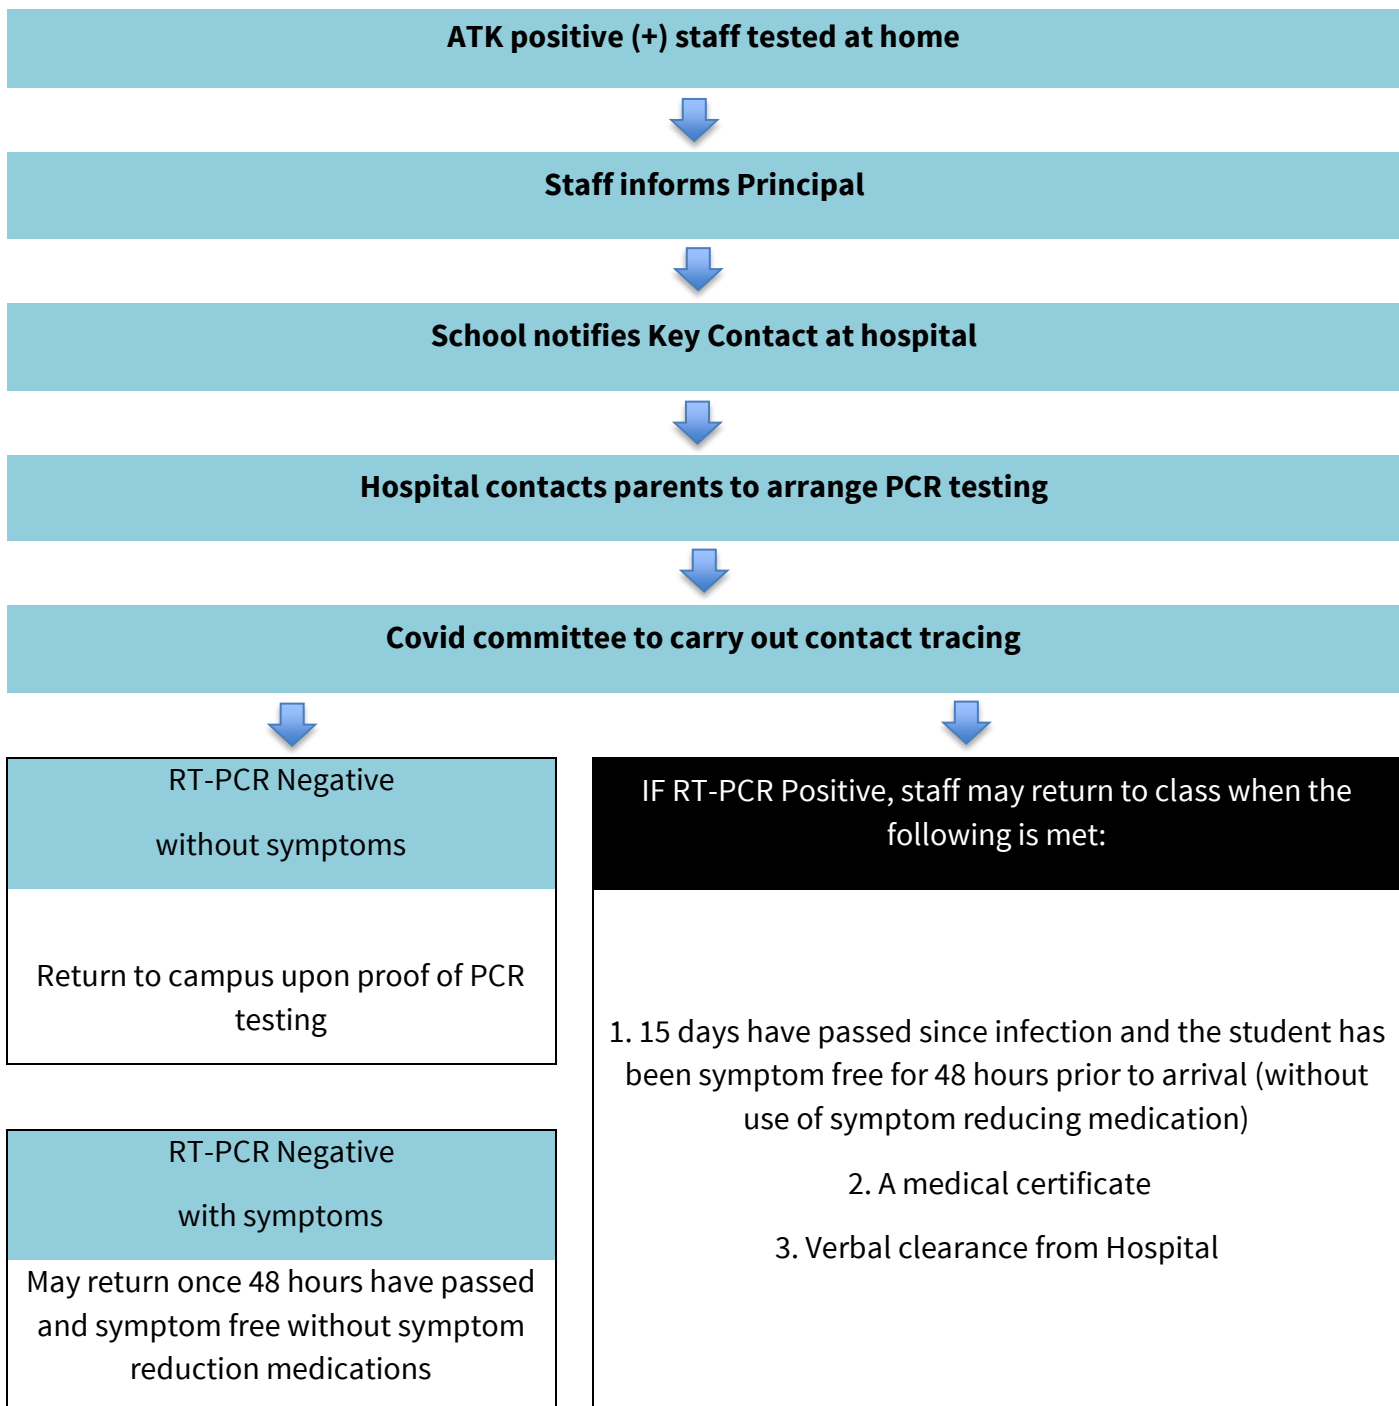 ATK positive (+) staff tested at home
Staff informs Principal
School notifies Key Contact at hospital
Hospital contacts parents to arrange PCR testing
Covid committee to carry out contact tracing
RT-PCR Negative
without symptoms
Return to campus upon proof of PCR
testing
RT-PCR Negative
with symptoms
May return once 48 hours have passed
and symptom free without symptom
reduction medications
IF RT-PCR Positive, staff may return to class when the
following is met:
1. 15 days have passed since infection and the student has
been symptom free for 48 hours prior to arrival (without
use of symptom reducing medication)
2. A medical certificate
3. Verbal clearance from Hospital